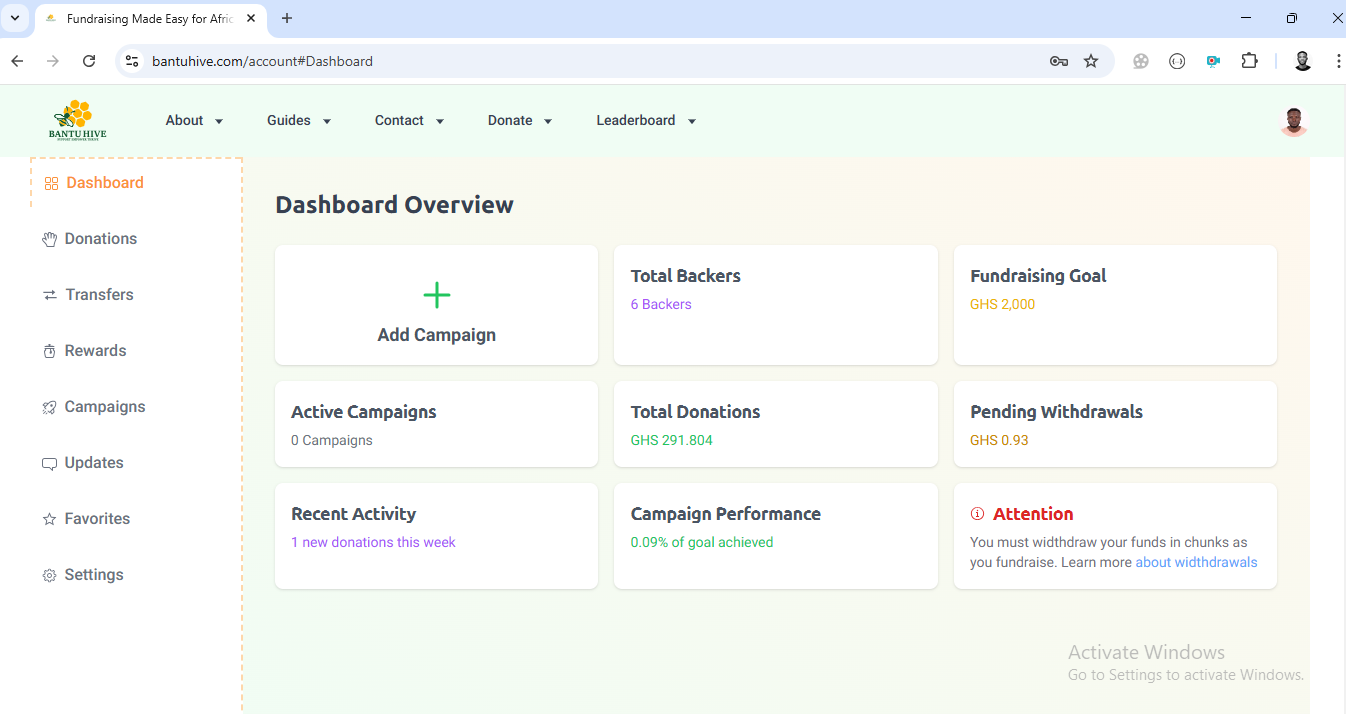 Fundraising Made Easy for Afric
bantuhive.com/account#Dashboard
BANTU HIVE
About
Guides
Contact
Donate
Leaderboard
Dashboard
Donations
Transfers
Rewards
Campaigns
Updates
Favorites
Settings
Dashboard Overview
Add Campaign
Total Backers
6 Backers
Fundraising Goal
GHS 2,000
Active Campaigns
0 Campaigns
Total Donations
GHS 291.804
Pending Withdrawals
GHS 0.93
Recent Activity
1 new donations this week
Campaign Performance
0.09% of goal achieved
Attention
You must widthdraw your funds in chunks as
you fundraise. Learn more about widthdrawals
Activate Windows
Go to Settings to activate Windows.